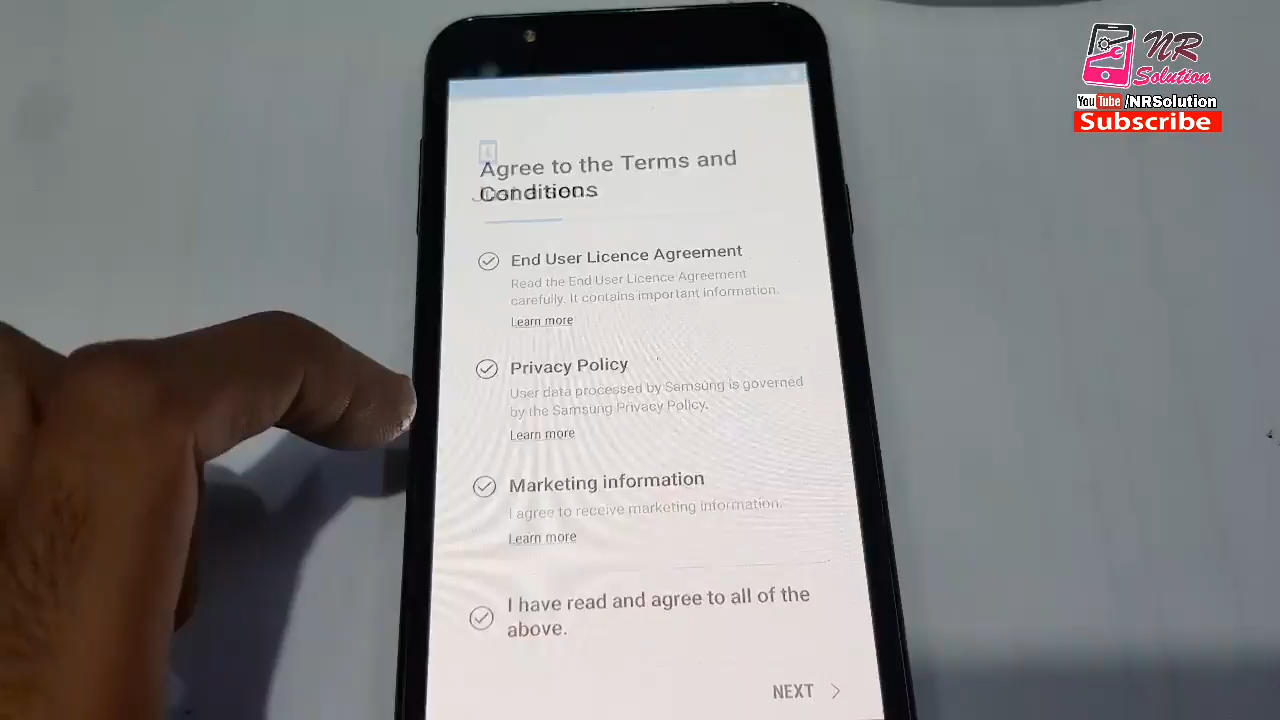 NR
Solution
YouTube /NRSolution
Subscribe
Agree to the Terms and
Conditions
End User Licence Agreement
Read the End User Licence Agreement
carefully. It contains important information.
Learn more
Privacy Policy
User data processed by Samsung is governed
by the Samsung Privacy Policy.
Learn more
Marketing information
I agree to receive marketing information.
Learn more
I have read and agree to all of the
above.
NEXT